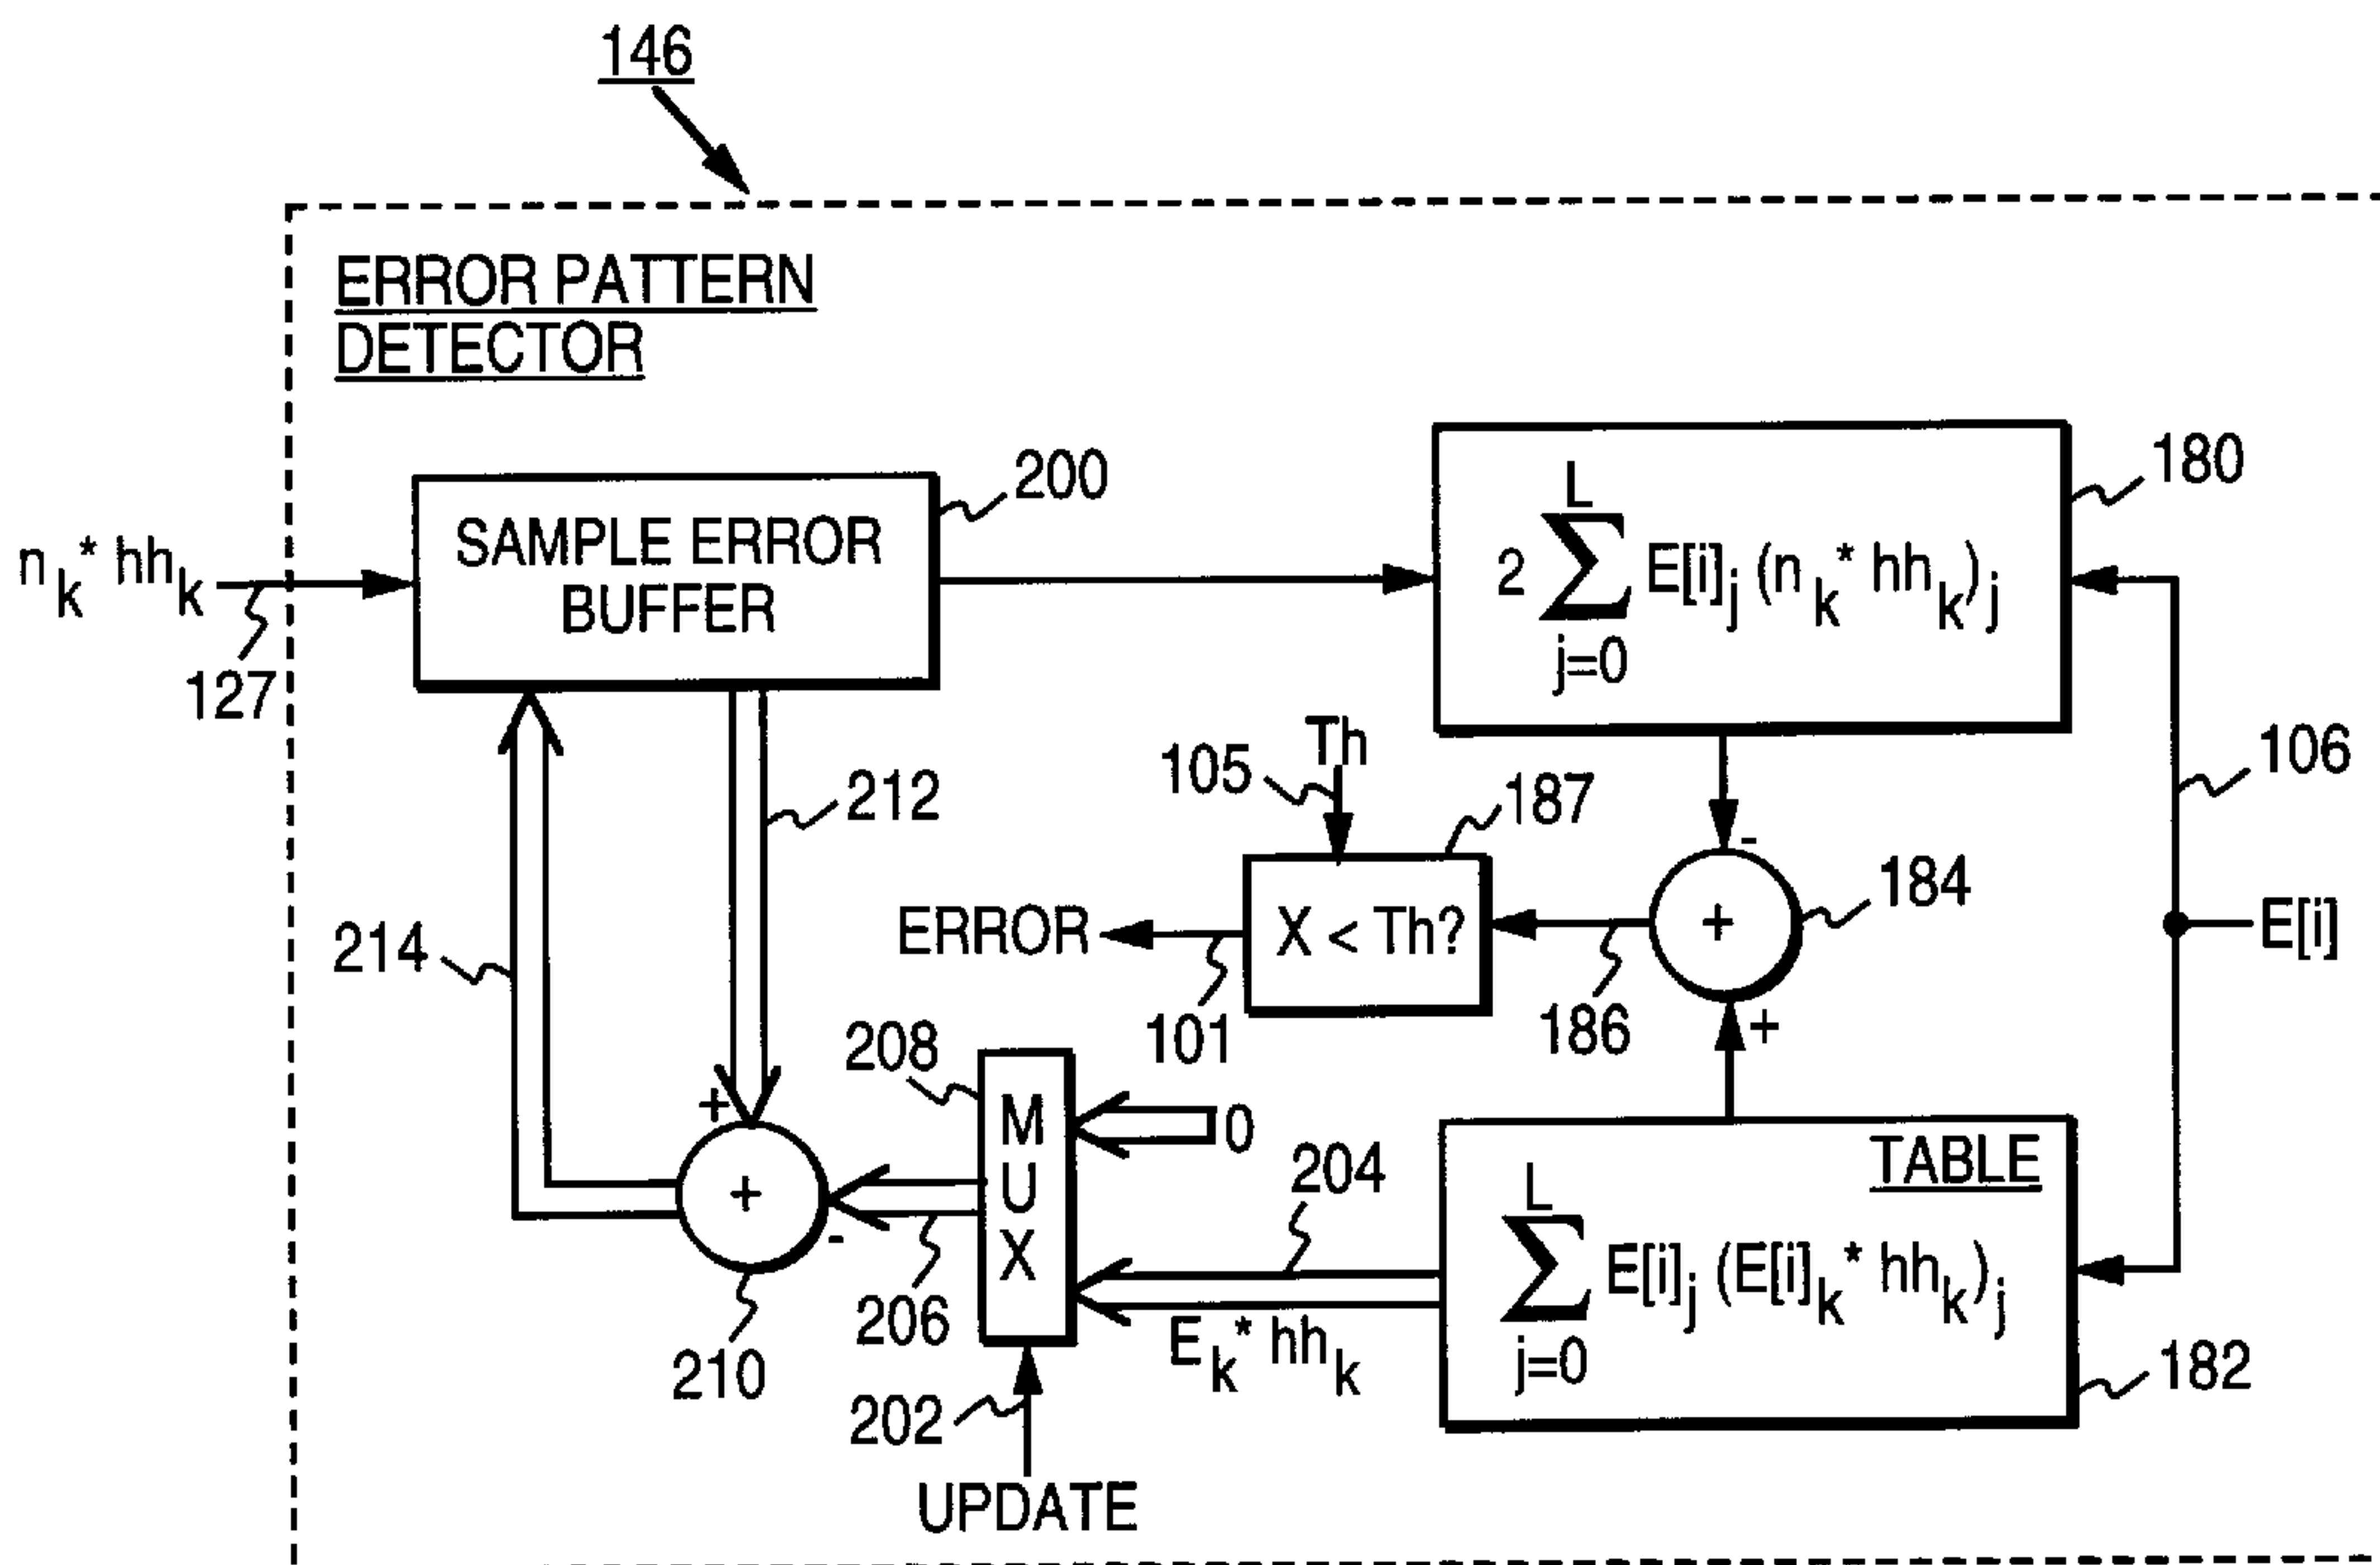 146
ERROR PATTERN
DETECTOR
n_k * hh_k
127
SAMPLE ERROR
BUFFER
200
2 \sum_{j=0}^{L} E[i]_j (n_k * hh_k)_j
180
106
E[i]
105
Th
187
X < Th?
ERROR
101
186
-
+
184
+
212
214
+
+
-
210
206
208
M
U
X
0
204
E_k * hh_k
202
UPDATE
TABLE
\sum_{j=0}^{L} E[i]_j (E[i]_k * hh_k)_j
182